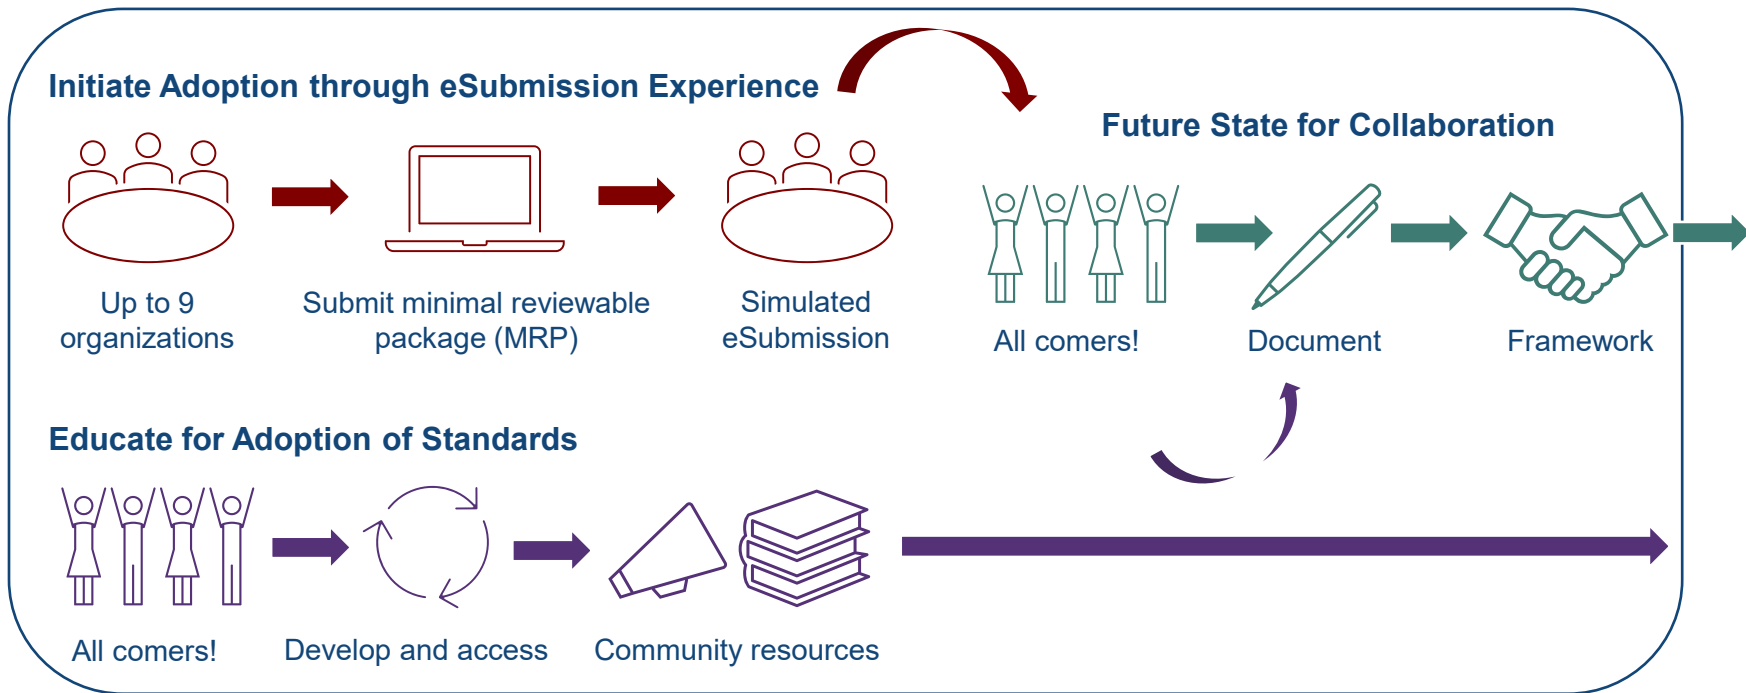 Initiate Adoption through eSubmission Experience
Up to 9
organizations
Submit minimal reviewable
package (MRP)
Simulated
eSubmission
Future State for Collaboration
All comers!
Document
Framework
Educate for Adoption of Standards
All comers!
Develop and access
Community resources